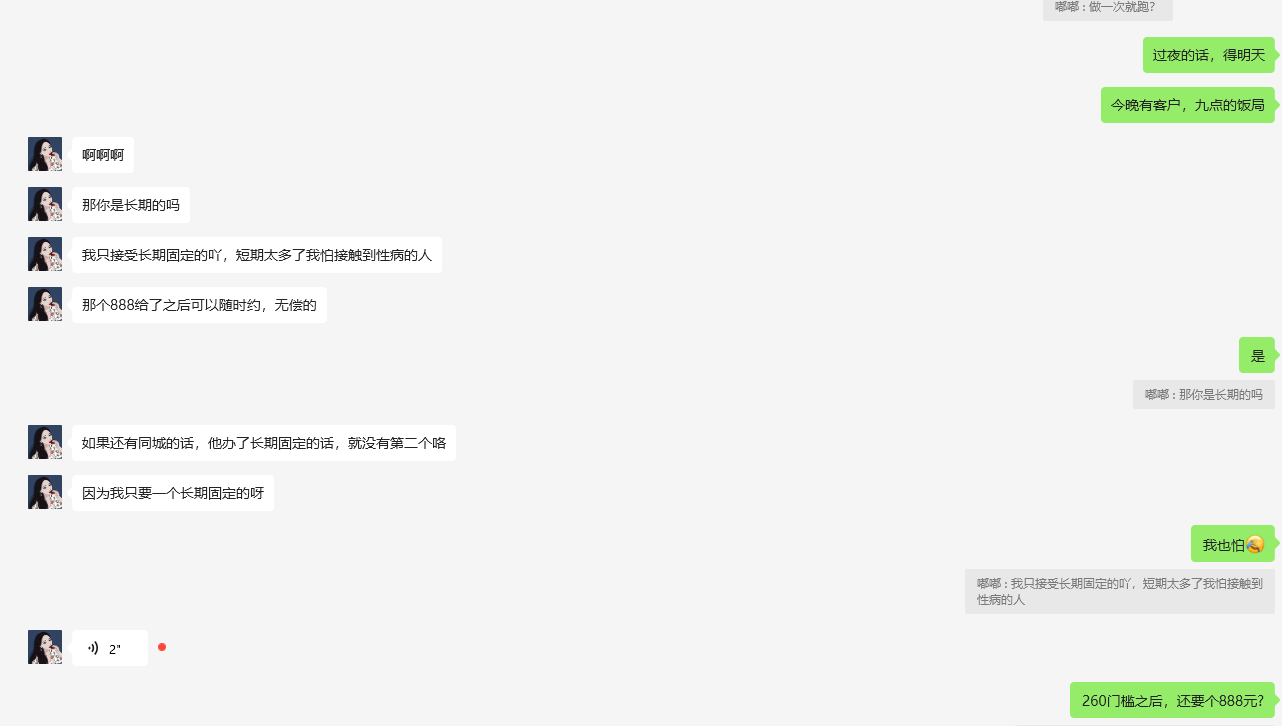 嘟嘟 : 做一次就跑?
过夜的话，得明天
今晚有客户，九点的饭局
啊啊啊
那你是长期的吗
我只接受长期固定的吖，短期太多了我怕接触到性病的人
那个888给了之后可以随时约，无偿的
是
嘟嘟 : 那你是长期的吗
如果还有同城的话，他办了长期固定的话，就没有第二个咯
因为我只要一个长期固定的呀
我也怕
嘟嘟 : 我只接受长期固定的吖，短期太多了我怕接触到
性病的人
2"
260门槛之后，还要个888元?